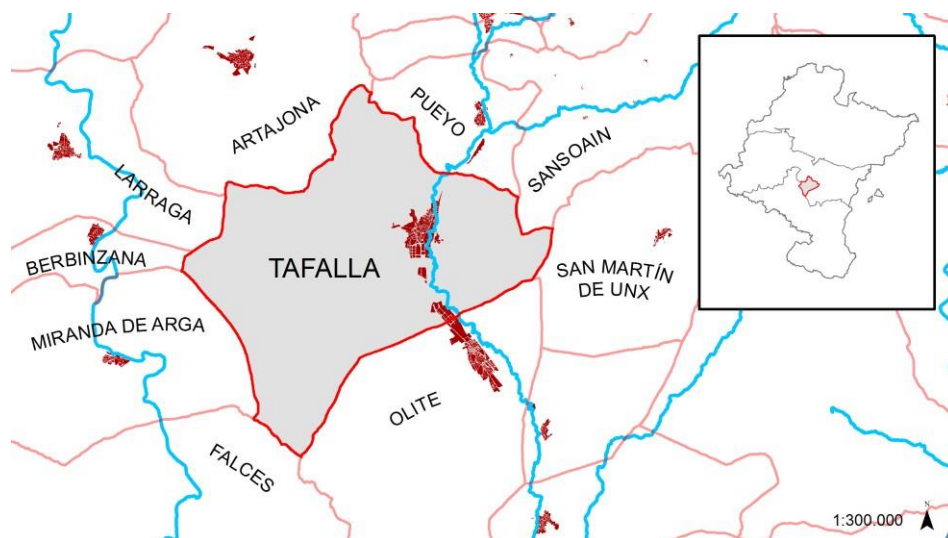 PUEYO
ARTAJONA
SANSOAIN
LARRAGA
BERBINZANA
TAFALLA
SAN MARTÍN
DE UNX
MIRANDA DE ARGA
OLITE
FALCES
N
1:300.000